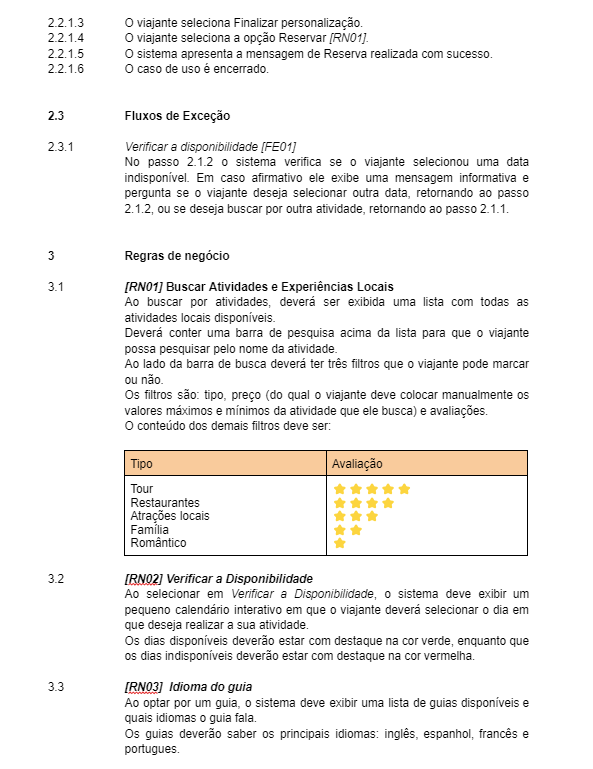 2.2.1.3 O viajante seleciona Finalizar personalização.
2.2.1.4 O viajante seleciona a opção Reservar [RN01].
2.2.1.5 O sistema apresenta a mensagem de Reserva realizada com sucesso.
2.2.1.6 O caso de uso é encerrado.
2.3 Fluxos de Exceção
2.3.1 Verificar a disponibilidade [FE01]
No passo 2.1.2 o sistema verifica se o viajante selecionou uma data
indisponível. Em caso afirmativo ele exibe uma mensagem informativa e
pergunta se o viajante deseja selecionar outra data, retornando ao passo
2.1.2, ou se deseja buscar por outra atividade, retornando ao passo 2.1.1.
3 Regras de negócio
3.1 [RN01] Buscar Atividades e Experiências Locais
Ao buscar por atividades, deverá ser exibida uma lista com todas as
atividades locais disponíveis.
Deverá conter uma barra de pesquisa acima da lista para que o viajante
possa pesquisar pelo nome da atividade.
Ao lado da barra de busca deverá ter três filtros que o viajante pode marcar
ou não.
Os filtros são: tipo, preço (do qual o viajante deve colocar manualmente os
valores máximos e mínimos da atividade que ele busca) e avaliações.
O conteúdo dos demais filtros deve ser:
Tipo Avaliação
Tour
Restaurantes
Atrações locais
Família
Romântico
3.2 [RN02] Verificar a Disponibilidade
Ao selecionar em Verificar a Disponibilidade, o sistema deve exibir um
pequeno calendário interativo em que o viajante deverá selecionar o dia em
que deseja realizar a sua atividade.
Os dias disponíveis deverão estar com destaque na cor verde, enquanto que
os dias indisponíveis deverão estar com destaque na cor vermelha.
3.3 [RN03] Idioma do guia
Ao optar por um guia, o sistema deve exibir uma lista de guias disponíveis e
quais idiomas o guia fala.
Os guias deverão saber os principais idiomas: inglês, espanhol, francês e
portugues.